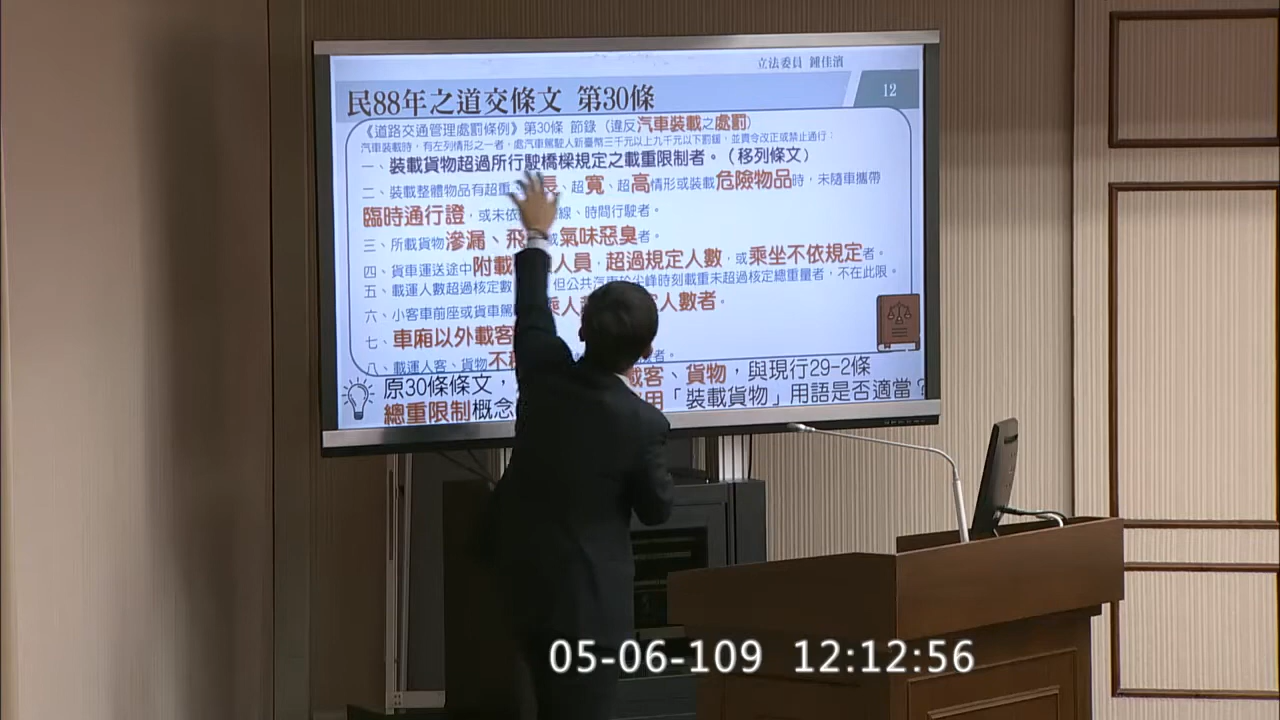 立法委員 鍾佳濱
12
民88年之道交條文 第30條
《道路交通管理處罰條例》第30條 節錄（違反汽車裝載之處罰）
汽車裝載時，有左列情形之一者，處汽車駕駛人新臺幣三千元以上九千元以下罰鍰，並責令改正或禁止通行：
一、裝載貨物超過所行駛橋樑規定之載重限制者。（移列條文）
二、裝載整體物品有超重 長、超寬、超高情形或裝載危險物品時，未隨車攜帶
臨時通行證，或未依 線、時間行駛者。
三、所載貨物滲漏、飛 或氣味惡臭者。
四、貨車運送途中附載 人員，超過規定人數，或乘坐不依規定者。
五、載運人數超過核定數 但公共汽車於尖峰時刻載重未超過核定總重量者，不在此限。
六、小客車前座或貨車駕 乘人 人數者。
七、車廂以外載客
八、載運人客、貨物不 者。
原30條條文， 載客、貨物，與現行29-2條
總重限制概念 用「裝載貨物」用語是否適當？
05-06-109 12:12:56